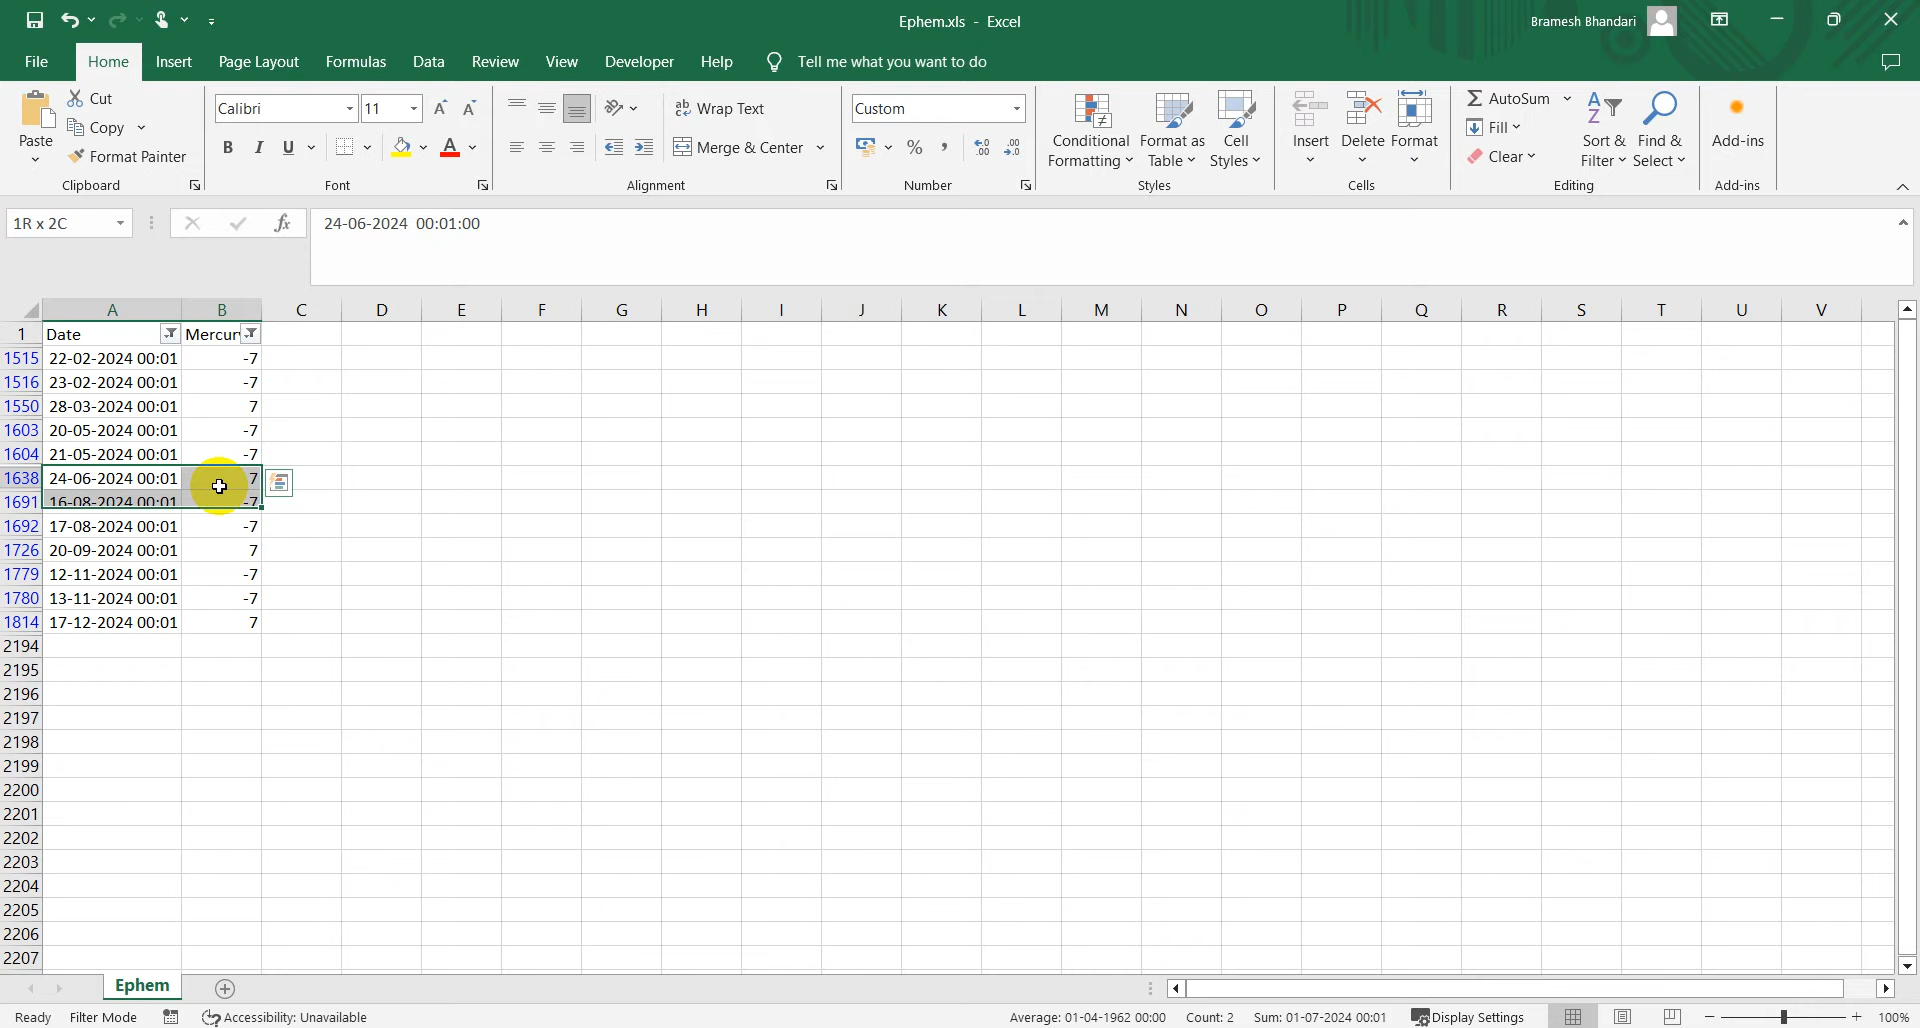 Ephem.xls - Excel
Bramesh Bhandari
File Home Insert Page Layout Formulas Data Review View Developer Help Tell me what you want to do
Paste
Cut
Copy
Format Painter
Clipboard
Calibri 11
B I U A
Font
ab Wrap Text
Merge & Center
Alignment
Custom
% ,
Number
Conditional Formatting
Format as Table
Cell Styles
Styles
Insert Delete Format
Cells
AutoSum
Fill
Clear
Sort & Filter
Find & Select
Editing
Add-ins
Add-ins
1R x 2C fx 24-06-2024 00:01:00
A B C D E F G H I J K L M N O P Q R S T U V
1 Date Mercur
1515 22-02-2024 00:01 -7
1516 23-02-2024 00:01 -7
1550 28-03-2024 00:01 7
1603 20-05-2024 00:01 -7
1604 21-05-2024 00:01 -7
1638 24-06-2024 00:01 7
1691 16-08-2024 00:01 -7
1692 17-08-2024 00:01 -7
1726 20-09-2024 00:01 7
1779 12-11-2024 00:01 -7
1780 13-11-2024 00:01 -7
1814 17-12-2024 00:01 7
2194
2195
2196
2197
2198
2199
2200
2201
2202
2203
2204
2205
2206
2207
Ephem
Ready Filter Mode Accessibility: Unavailable Average: 01-04-1962 00:00 Count: 2 Sum: 01-07-2024 00:01 Display Settings 100%